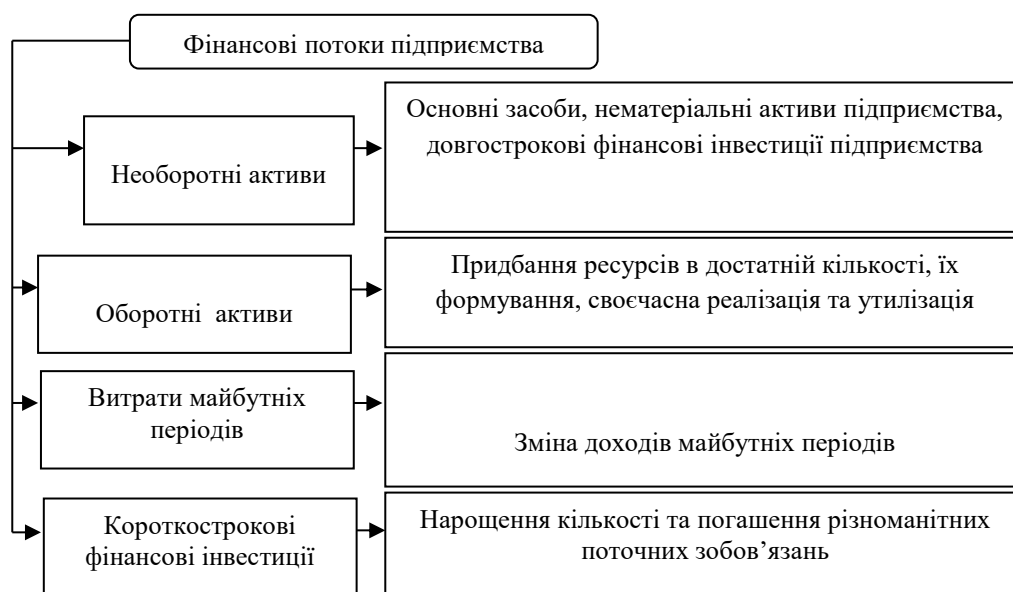 Фінансові потоки підприємства
Необоротні активи
Основні засоби, нематеріальні активи підприємства,
довгострокові фінансові інвестиції підприємства
Оборотні активи
Придбання ресурсів в достатній кількості, їх
формування, своєчасна реалізація та утилізація
Витрати майбутніх
періодів
Зміна доходів майбутніх періодів
Короткострокові
фінансові інвестиції
Нарощення кількості та погашення різноманітних
поточних зобов’язань